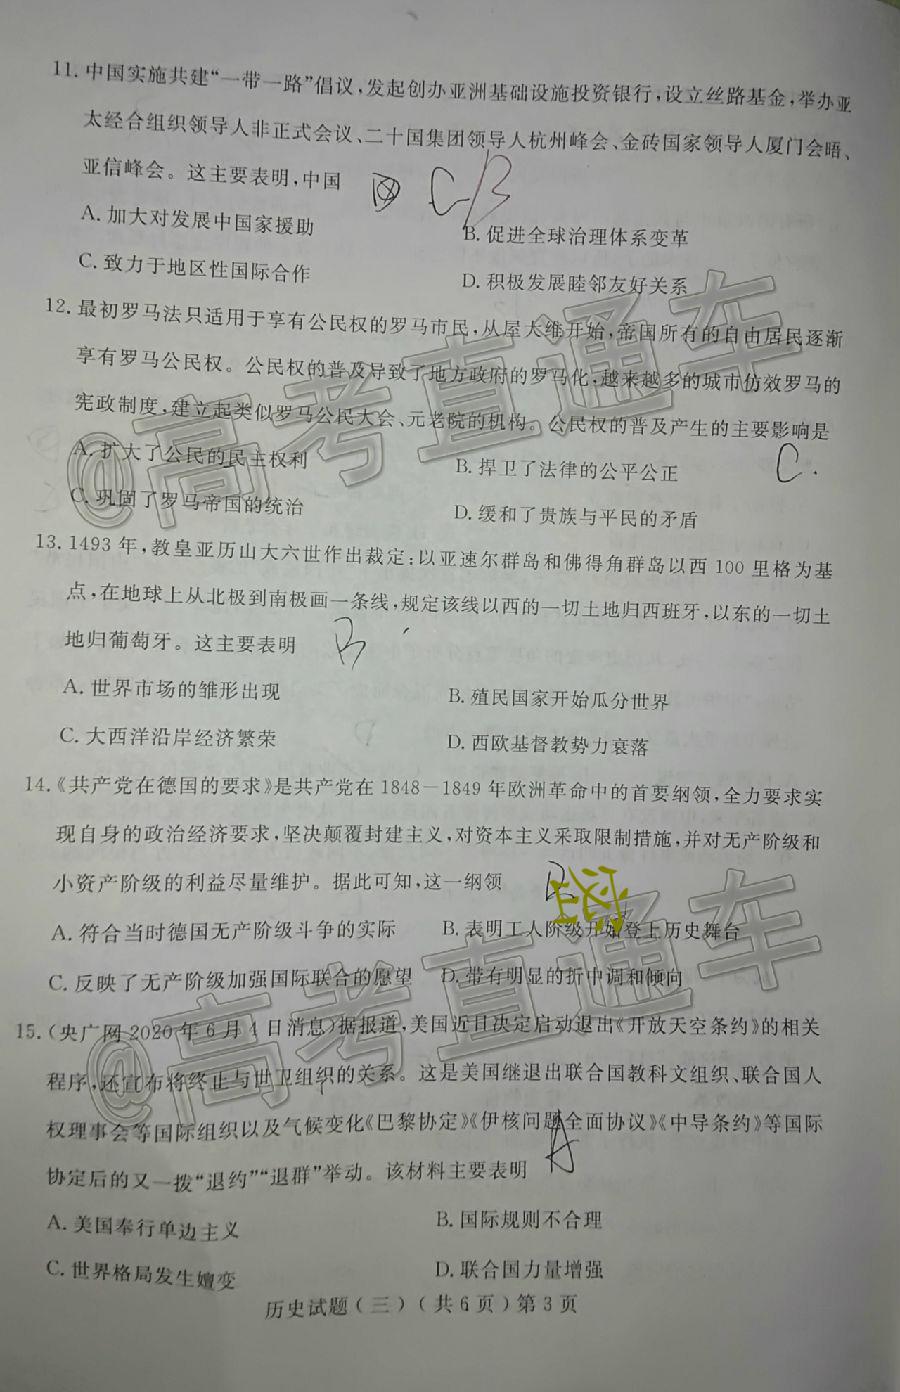 11. 中国实施共建“一带一路”倡议，发起创办亚洲基础设施投资银行，设立丝路基金，举办亚
太经合组织领导人非正式会议、二十国集团领导人杭州峰会、金砖国家领导人厦门会晤、
亚信峰会。这主要表明，中国
C B
A. 加大对发展中国家援助
B. 促进全球治理体系变革
C. 致力于地区性国际合作
D. 积极发展睦邻友好关系
12. 最初罗马法只适用于享有公民权的罗马市民，从屋大维开始，帝国所有的自由居民逐渐
享有罗马公民权。公民权的普及导致了地方政府的罗马化，越来越多的城市仿效罗马的
宪政制度，建立起类似罗马公民大会、元老院的机构。公民权的普及产生的主要影响是
A. 扩大了公民的民主权利
B. 捍卫了法律的公平公正
C.
C. 巩固了罗马帝国的统治
D. 缓和了贵族与平民的矛盾
@高考直通车
13. 1493 年，教皇亚历山大六世作出裁定：以亚速尔群岛和佛得角群岛以西 100 里格为基
点，在地球上从北极到南极画一条线，规定该线以西的一切土地归西班牙，以东的一切土
地归葡萄牙。这主要表明
B
A. 世界市场的雏形出现
B. 殖民国家开始瓜分世界
C. 大西洋沿岸经济繁荣
D. 西欧基督教势力衰落
14. 《共产党在德国的要求》是共产党在 1848－1849 年欧洲革命中的首要纲领，全力要求实
现自身的政治经济要求，坚决颠覆封建主义，对资本主义采取限制措施，并对无产阶级和
小资产阶级的利益尽量维护。据此可知，这一纲领
A. 符合当时德国无产阶级斗争的实际
B. 表明工人阶级开始登上历史舞台
C. 反映了无产阶级加强国际联合的愿望
D. 带有明显的折中调和倾向
@高考直通车
15. （央广网 2020 年 6 月 4 日消息）据报道，美国近日决定启动退出《开放天空条约》的相关
程序，还宣布将终止与世卫组织的关系。这是美国继退出联合国教科文组织、联合国人
权理事会等国际组织以及气候变化《巴黎协定》《伊核问题全面协议》《中导条约》等国际
协定后的又一拨“退约”“退群”举动。该材料主要表明
A
A. 美国奉行单边主义
B. 国际规则不合理
C. 世界格局发生嬗变
D. 联合国力量增强
历史试题（三）（共 6 页）第 3 页